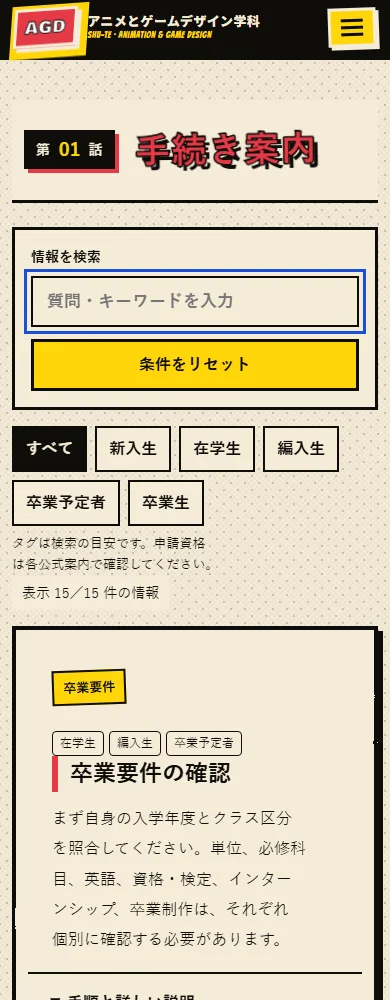 AGD
アニメとゲームデザイン学科
SHU-TE・ANIMATION & GAME DESIGN
第 01 話
手続き案内
情報を検索
質問・キーワードを入力
条件をリセット
すべて 新入生 在学生 編入生
卒業予定者 卒業生
タグは検索の目安です。申請資格
は各公式案内で確認してください。
表示 15／15 件の情報
卒業要件
在学生 編入生 卒業予定者
卒業要件の確認
まず自身の入学年度とクラス区分
を照合してください。単位、必修科
目、英語、資格・検定、インター
ンシップ、卒業制作は、それぞれ
個別に確認する必要があります。